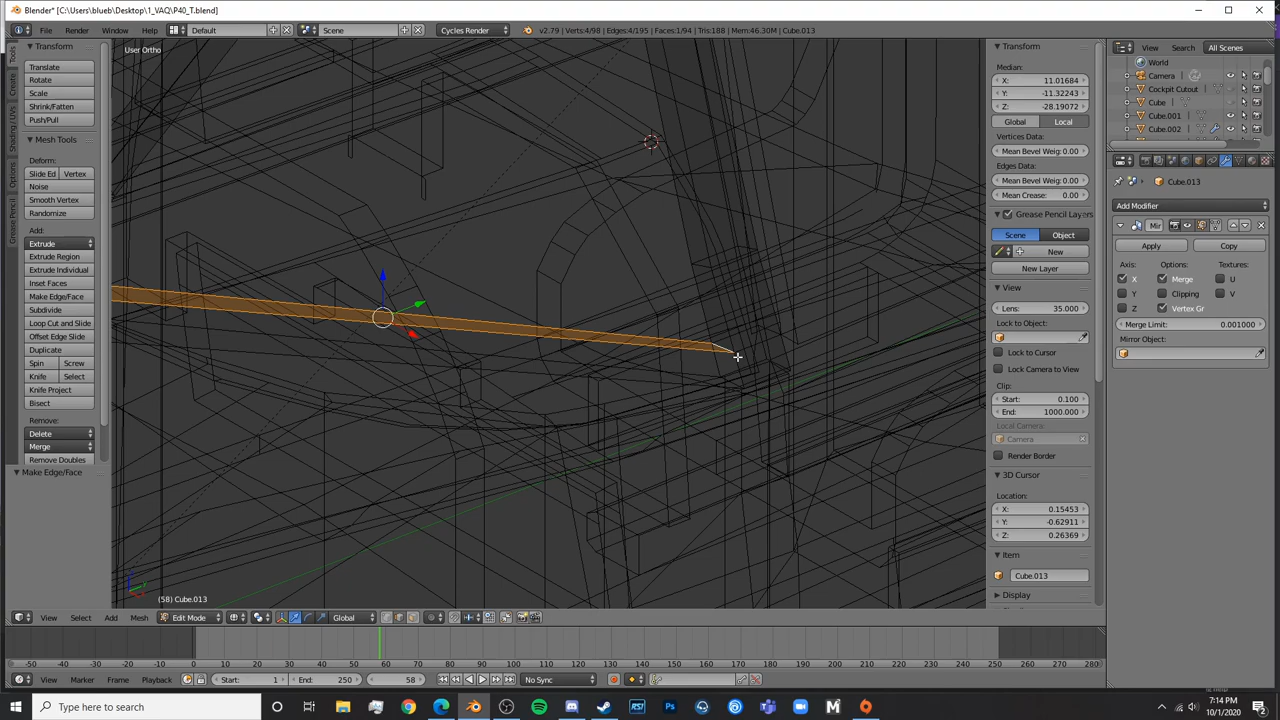 Blender* [C:\Users\blueb\Desktop\1_VAQ\P40_T.blend]
File Render Window Help Default Scene Cycles Render v2.79 | Verts:4/98 | Edges:4/195 | Faces:1/94 | Tris:188 | Mem:46.30M | Cube.013
View Search All Scenes
World
Camera
Cockpit Cutout
Cube
Cube.001
Cube.002
Tools
Create
Shading / UVs
Options
Grease Pencil
Transform
Translate
Rotate
Scale
Shrink/Fatten
Push/Pull
Mesh Tools
Deform:
Slide Ed Vertex
Noise
Smooth Vertex
Randomize
Add:
Extrude
Extrude Region
Extrude Individual
Inset Faces
Make Edge/Face
Subdivide
Loop Cut and Slide
Offset Edge Slide
Duplicate
Spin Screw
Knife Select
Knife Project
Bisect
Remove:
Delete
Merge
Remove Doubles
Make Edge/Face
User Ortho
(58) Cube.013
Transform
Median:
X: 11.01684
Y: -11.32243
Z: -28.19072
Global Local
Vertices Data:
Mean Bevel Weig: 0.00
Edges Data:
Mean Bevel Weig: 0.00
Mean Crease: 0.00
Grease Pencil Layers
Scene Object
New
New Layer
View
Lens: 35.000
Lock to Object:
Lock to Cursor
Lock Camera to View
Clip:
Start: 0.100
End: 1000.000
Local Camera:
Camera
Render Border
3D Cursor
Location:
X: 0.15453
Y: -0.62911
Z: 0.26369
Item
Cube.013
Display
Cube.013
Add Modifier
Mir
Apply Copy
Axis: Options: Textures:
X Merge U
Y Clipping V
Z Vertex Gr
Merge Limit: 0.001000
Mirror Object:
View Select Add Mesh Edit Mode Global
-50 -40 -30 -20 -10 0 10 20 30 40 50 60 70 80 90 100 110 120 130 140 150 160 170 180 190 200 210 220 230 240 250 260 270 280
View Marker Frame Playback Start: 1 End: 250 58 No Sync
Type here to search
7:14 PM
10/1/2020